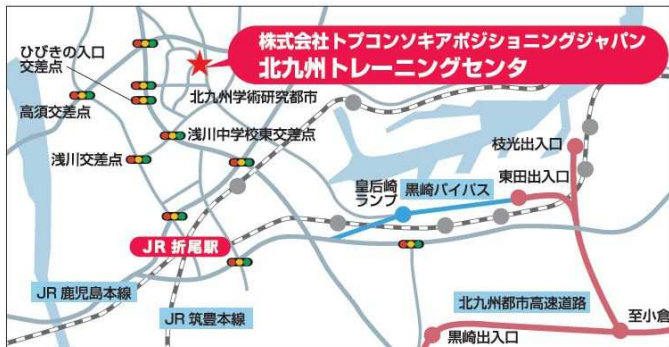 株式会社トプコンソキアポジショニングジャパン
北九州トレーニングセンタ
ひびきの入口
交差点
高須交差点
北九州学術研究都市
浅川中学校東交差点
浅川交差点
枝光出入口
東田出入口
皇后崎
ランプ
黒崎バイパス
JR 折尾駅
JR 鹿児島本線
JR 筑豊本線
北九州都市高速道路
至小倉
黒崎出入口